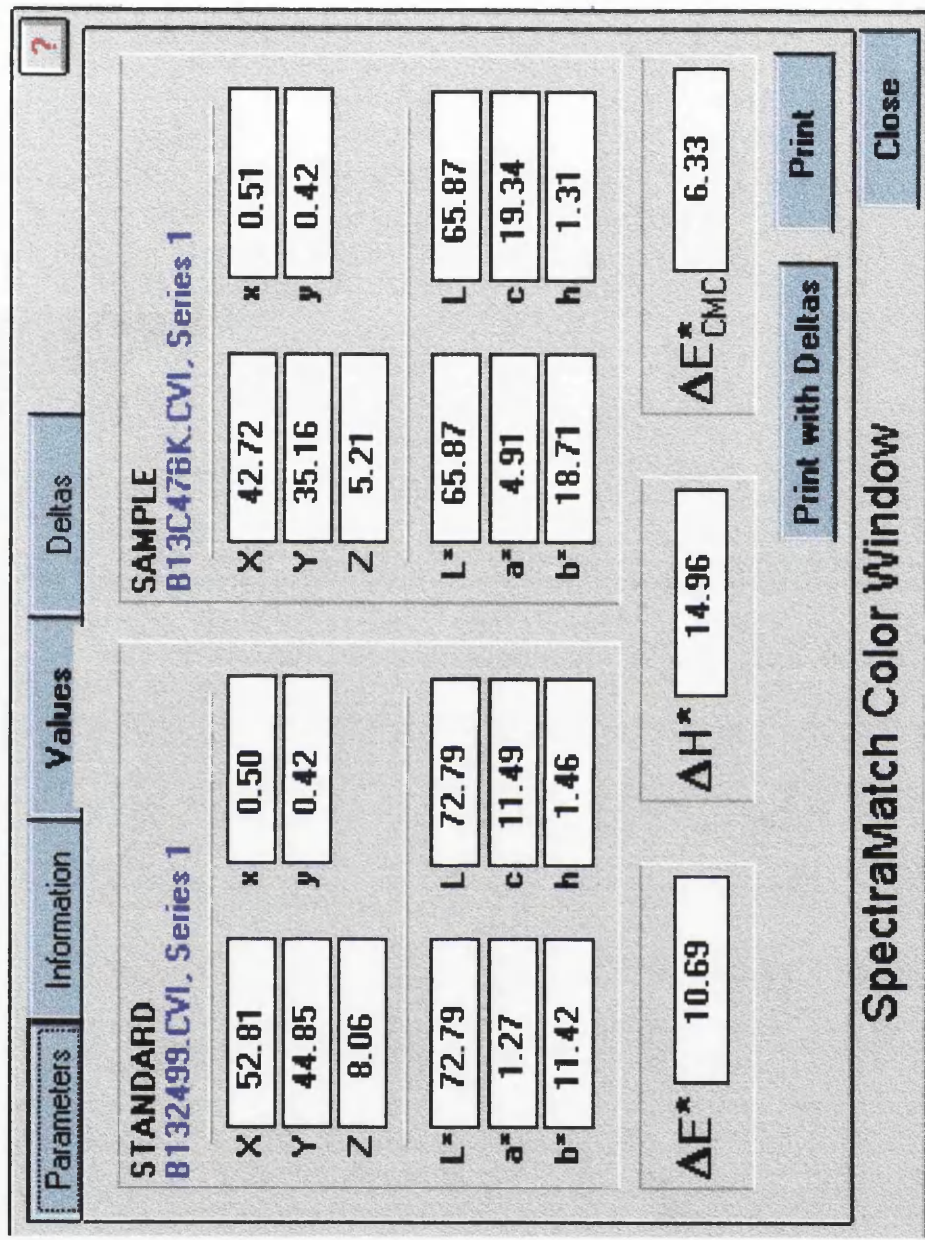 ?
Parameters Information Values Deltas
STANDARD
B132499.CVI, Series 1
X 52.81 x 0.50
Y 44.85 y 0.42
Z 8.06
L* 72.79 L 72.79
a* 1.27 c 11.49
b* 11.42 h 1.46
SAMPLE
B13C47BK.CVI, Series 1
X 42.72 x 0.51
Y 35.16 y 0.42
Z 5.21
L* 65.87 L 65.87
a* 4.91 c 19.34
b* 18.71 h 1.31
ΔE* 10.69 ΔH* 14.96 ΔE*CMC 6.33
Print with Deltas Print
SpectraMatch Color Window Close